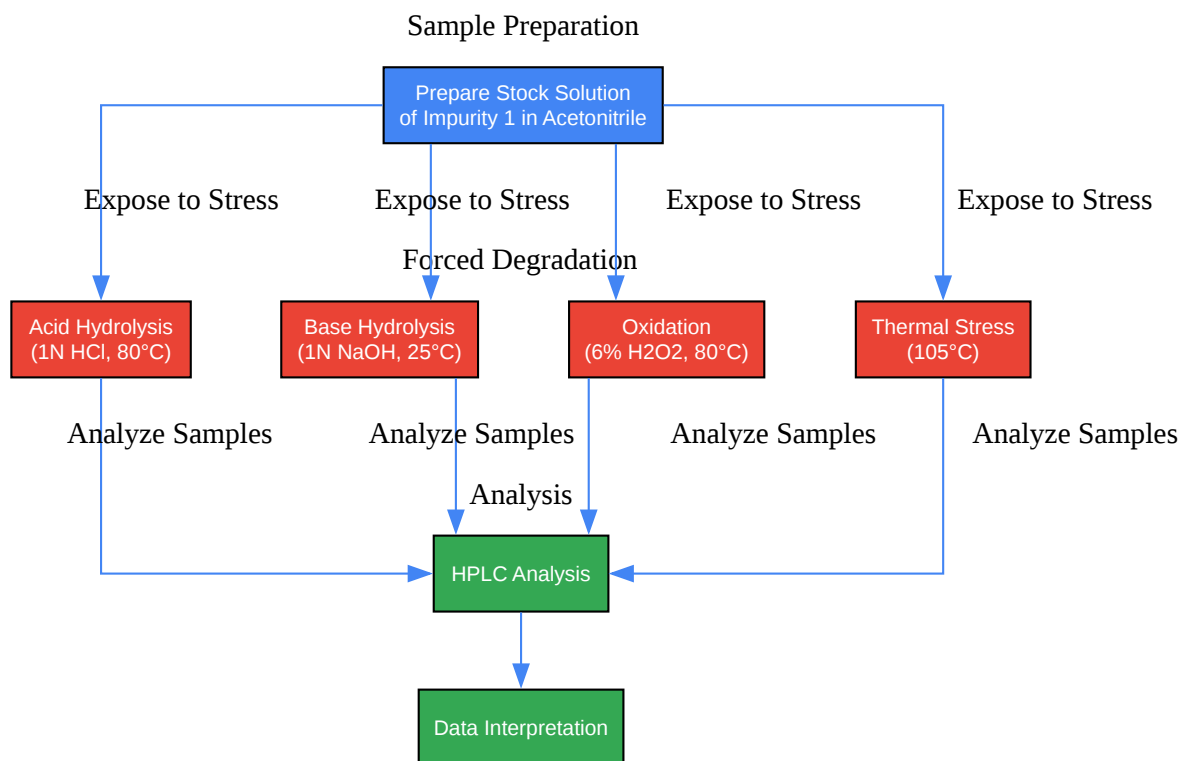 Sample Preparation
Prepare Stock Solution
of Impurity 1 in Acetonitrile
Expose to Stress
Expose to Stress
Expose to Stress
Expose to Stress
Forced Degradation
Acid Hydrolysis
(1N HCl, 80°C)
Base Hydrolysis
(1N NaOH, 25°C)
Oxidation
(6% H2O2, 80°C)
Thermal Stress
(105°C)
Analyze Samples
Analyze Samples
Analyze Samples
Analyze Samples
Analysis
HPLC Analysis
Data Interpretation